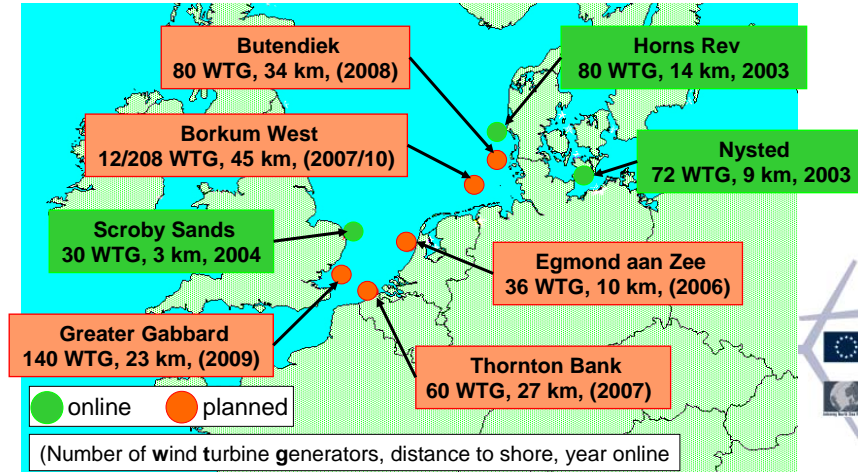 Butendiek
80 WTG, 34 km, (2008)
Horns Rev
80 WTG, 14 km, 2003
Borkum West
12/208 WTG, 45 km, (2007/10)
Nysted
72 WTG, 9 km, 2003
Scroby Sands
30 WTG, 3 km, 2004
Egmond aan Zee
36 WTG, 10 km, (2006)
Greater Gabbard
140 WTG, 23 km, (2009)
Thornton Bank
60 WTG, 27 km, (2007)
online
planned
(Number of wind turbine generators, distance to shore, year online